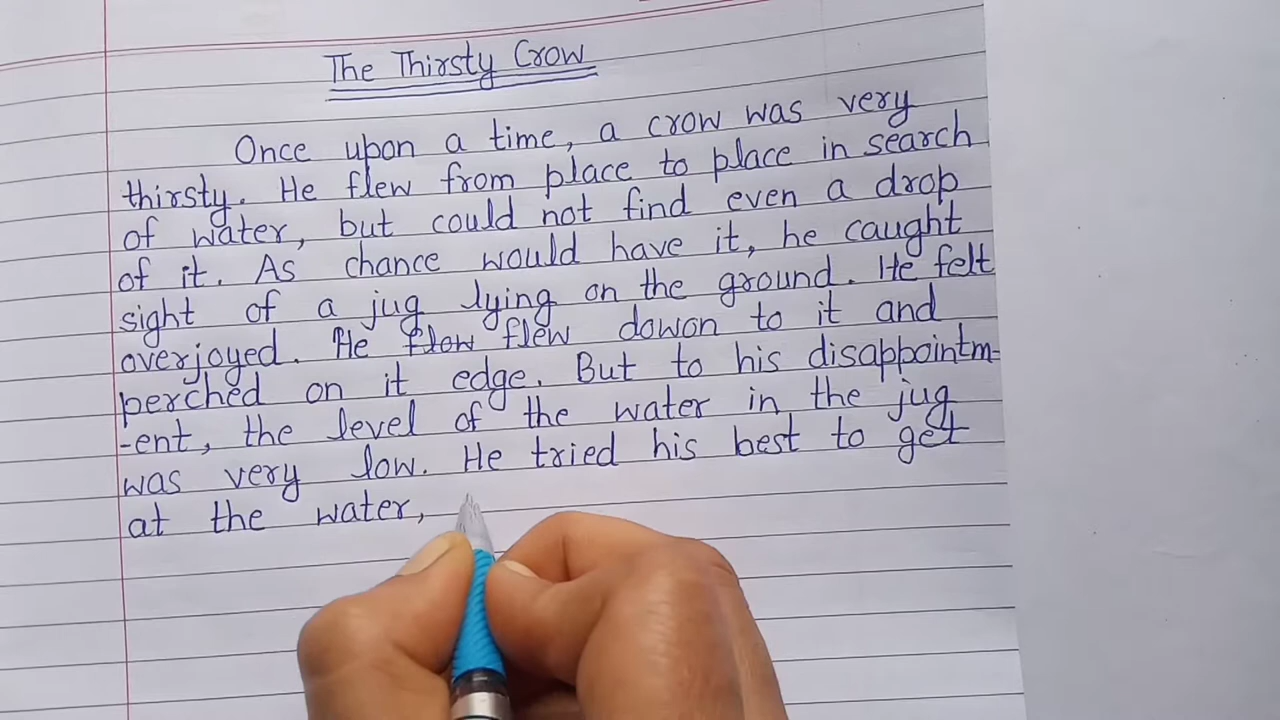 The Thirsty Crow
Once upon a time, a crow was very
thirsty. He flew from place to place in search
of water, but could not find even a drop
of it. As chance would have it, he caught
sight of a jug lying on the ground. He felt
overjoyed. He flow flew dowon to it and
perched on it edge. But to his disappointm-
-ent, the level of the water in the jug
was very low. He tried his best to get
at the water,